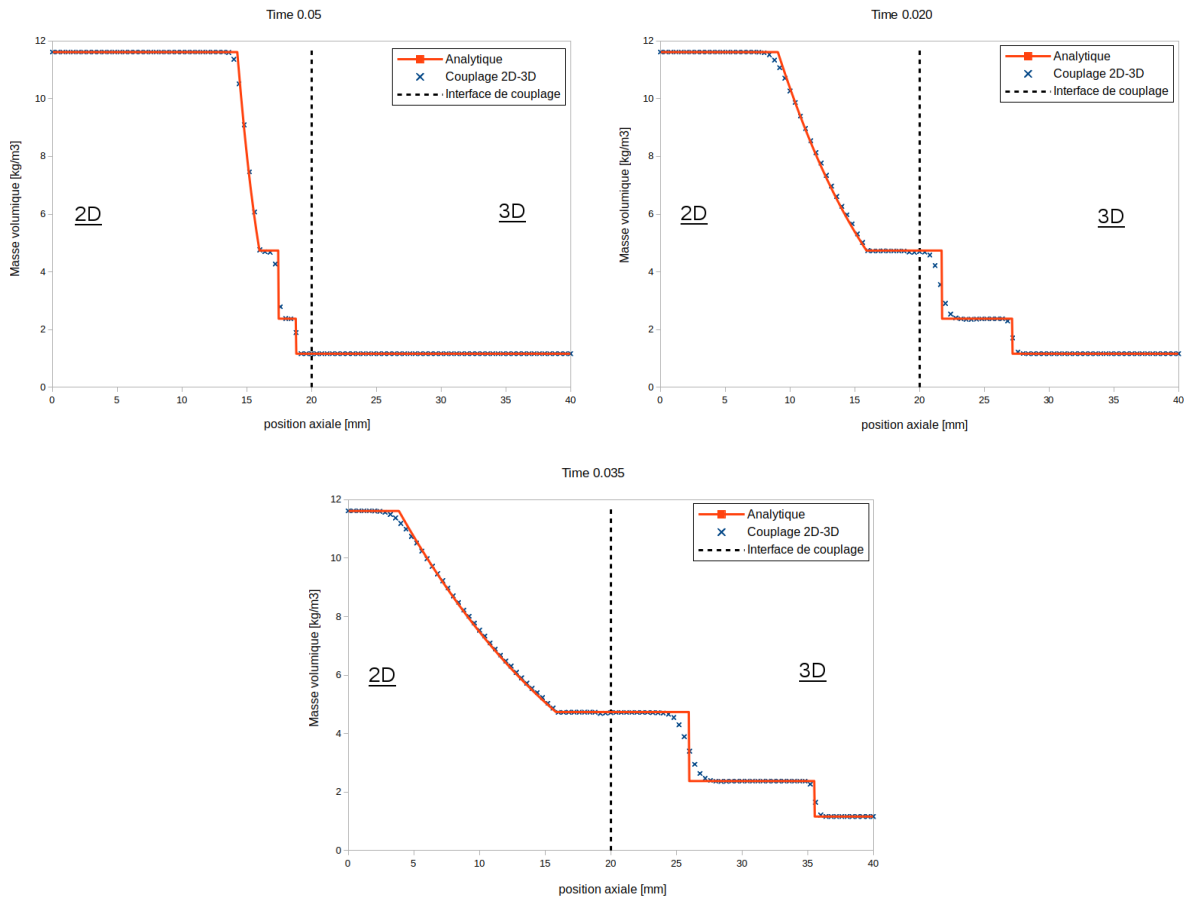 Time 0.05
12
10
8
6
4
2
0
Masse volumique [kg/m3]
Analytique
Couplage 2D-3D
Interface de couplage
2D
3D
0 5 10 15 20 25 30 35 40
position axiale [mm]
Time 0.020
12
10
8
6
4
2
0
Masse volumique [kg/m3]
Analytique
Couplage 2D-3D
Interface de couplage
2D
3D
0 5 10 15 20 25 30 35 40
position axiale [mm]
Time 0.035
12
10
8
6
4
2
0
Masse volumique [kg/m3]
Analytique
Couplage 2D-3D
Interface de couplage
2D
3D
0 5 10 15 20 25 30 35 40
position axiale [mm]